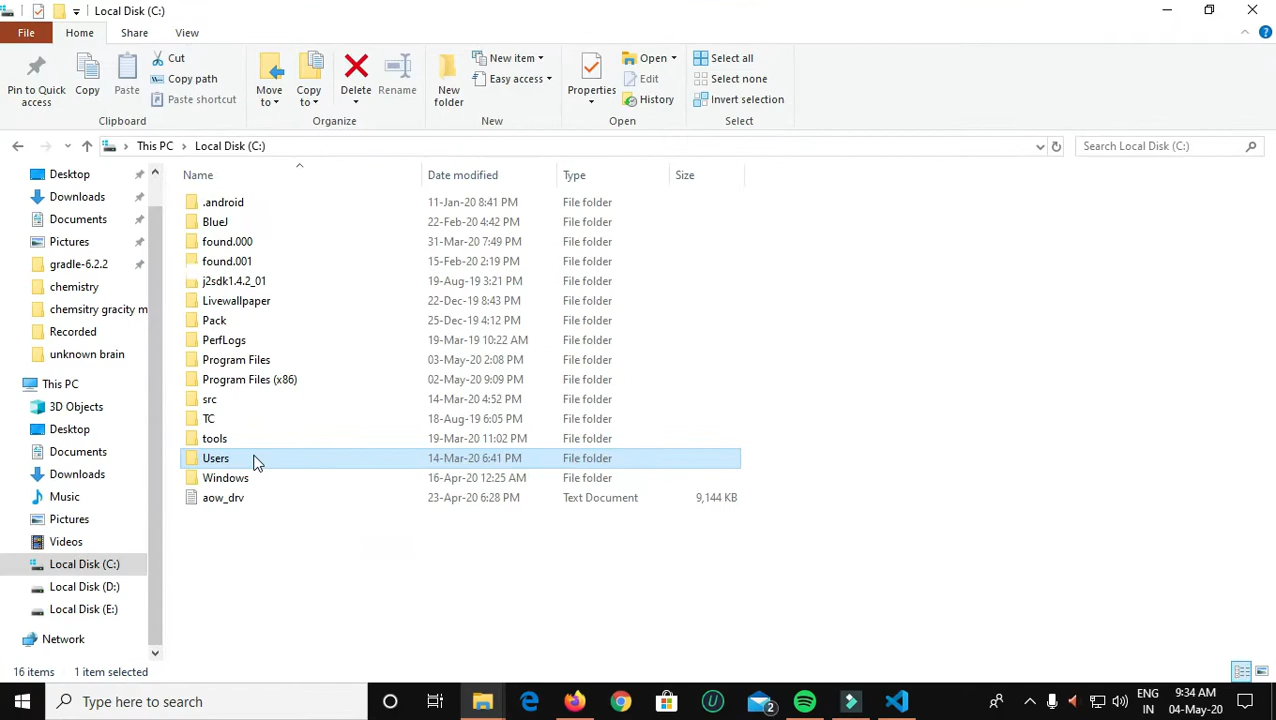 Local Disk (C:)
File
Home
Share
View
Pin to Quick access
Copy
Paste
Cut
Copy path
Paste shortcut
Clipboard
Move to
Copy to
Delete
Rename
Organize
New folder
New item
Easy access
New
Properties
Open
Edit
History
Open
Select all
Select none
Invert selection
Select
This PC
Local Disk (C:)
Search Local Disk (C:)
Desktop
Downloads
Documents
Pictures
gradle-6.2.2
chemistry
chemsitry gracity m
Recorded
unknown brain
This PC
3D Objects
Desktop
Documents
Downloads
Music
Pictures
Videos
Local Disk (C:)
Local Disk (D:)
Local Disk (E:)
Network
Name Date modified Type Size
.android 11-Jan-20 8:41 PM File folder
BlueJ 22-Feb-20 4:42 PM File folder
found.000 31-Mar-20 7:49 PM File folder
found.001 15-Feb-20 2:19 PM File folder
j2sdk1.4.2_01 19-Aug-19 3:21 PM File folder
Livewallpaper 22-Dec-19 8:43 PM File folder
Pack 25-Dec-19 4:12 PM File folder
PerfLogs 19-Mar-19 10:22 AM File folder
Program Files 03-May-20 2:08 PM File folder
Program Files (x86) 02-May-20 9:09 PM File folder
src 14-Mar-20 4:52 PM File folder
TC 18-Aug-19 6:05 PM File folder
tools 19-Mar-20 11:02 PM File folder
Users 14-Mar-20 6:41 PM File folder
Windows 16-Apr-20 12:25 AM File folder
aow_drv 23-Apr-20 6:28 PM Text Document 9,144 KB
16 items 1 item selected
Type here to search
2
ENG
IN
9:34 AM
04-May-20